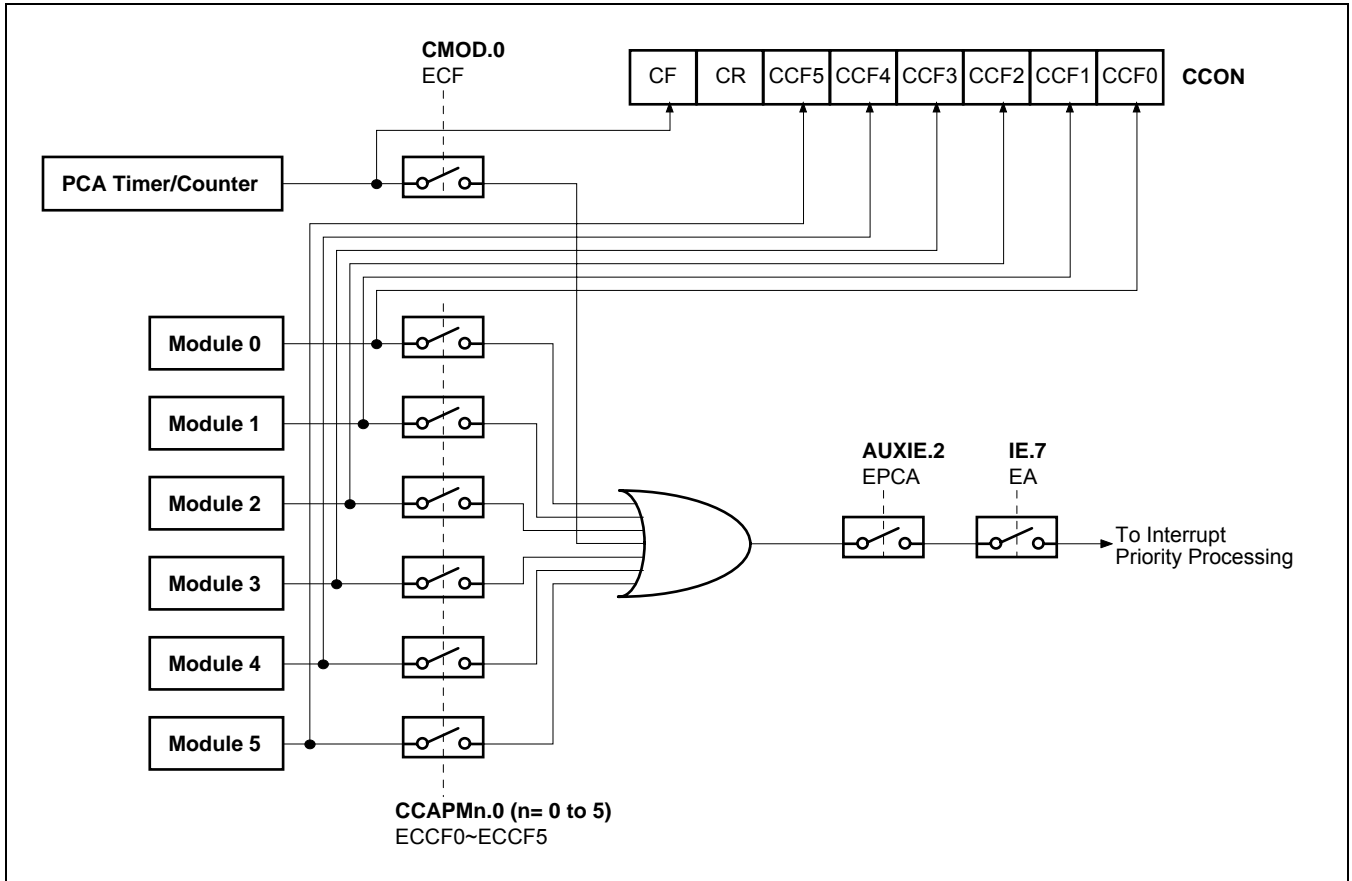 CMOD.0
ECF
CF CR CCF5 CCF4 CCF3 CCF2 CCF1 CCF0 CCON
PCA Timer/Counter
Module 0
Module 1
Module 2
Module 3
Module 4
Module 5
AUXIE.2
EPCA
IE.7
EA
To Interrupt
Priority Processing
CCAPMn.0 (n= 0 to 5)
ECCF0~ECCF5